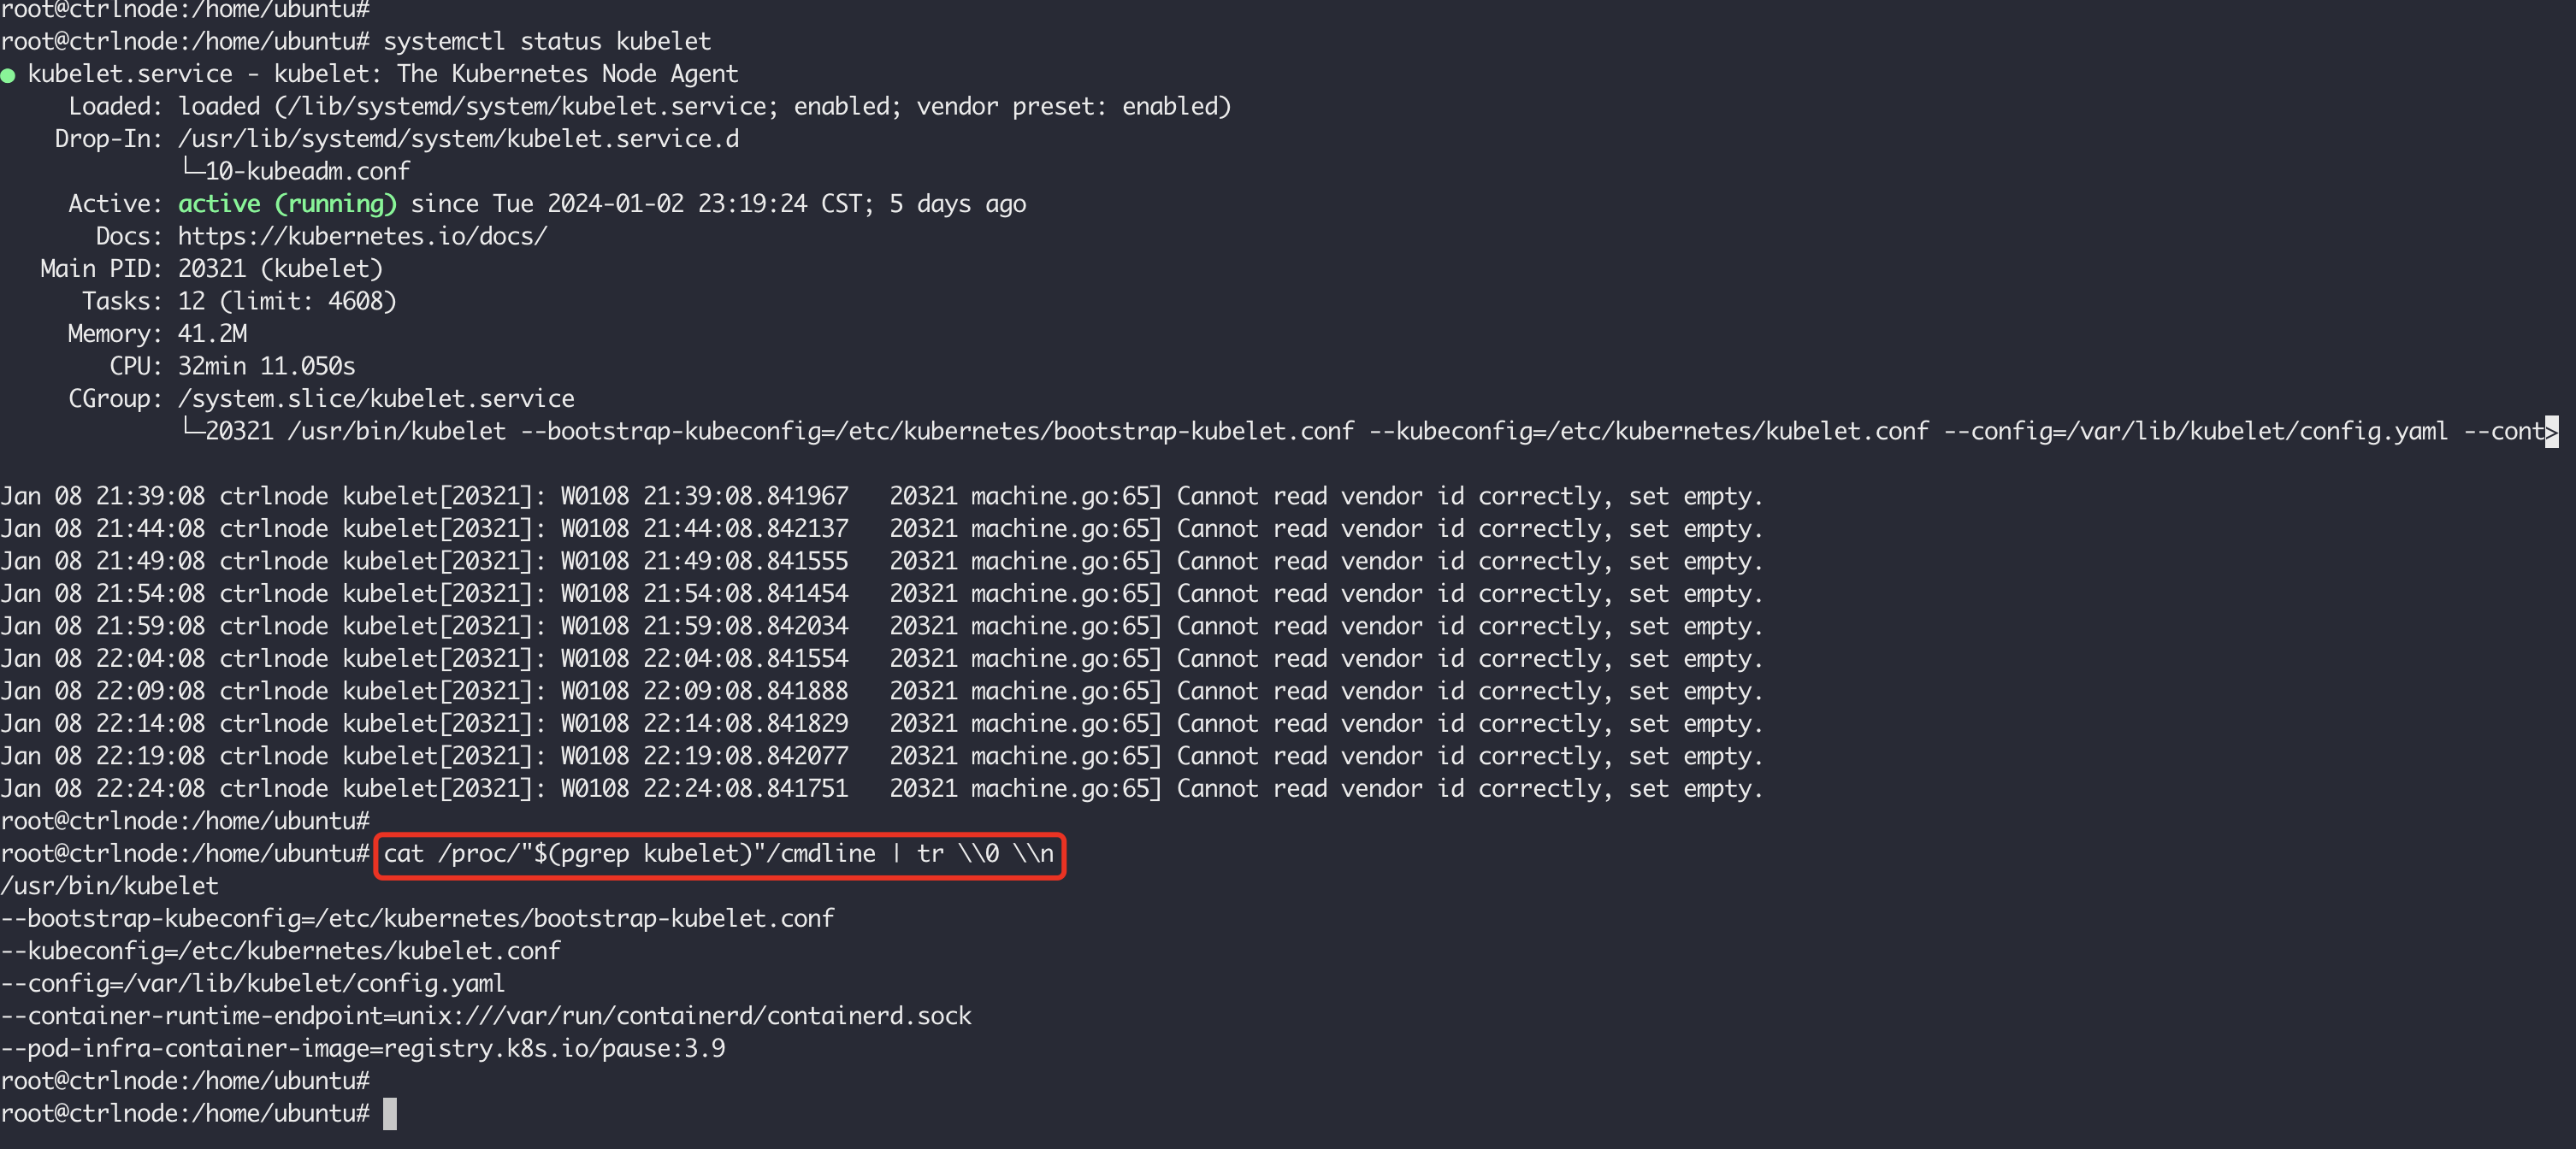 root@ctrlnode:/home/ubuntu#
root@ctrlnode:/home/ubuntu# systemctl status kubelet
● kubelet.service - kubelet: The Kubernetes Node Agent
     Loaded: loaded (/lib/systemd/system/kubelet.service; enabled; vendor preset: enabled)
    Drop-In: /usr/lib/systemd/system/kubelet.service.d
             └─10-kubeadm.conf
     Active: active (running) since Tue 2024-01-02 23:19:24 CST; 5 days ago
       Docs: https://kubernetes.io/docs/
   Main PID: 20321 (kubelet)
      Tasks: 12 (limit: 4608)
     Memory: 41.2M
        CPU: 32min 11.050s
     CGroup: /system.slice/kubelet.service
             └─20321 /usr/bin/kubelet --bootstrap-kubeconfig=/etc/kubernetes/bootstrap-kubelet.conf --kubeconfig=/etc/kubernetes/kubelet.conf --config=/var/lib/kubelet/config.yaml --cont>
Jan 08 21:39:08 ctrlnode kubelet[20321]: W0108 21:39:08.841967   20321 machine.go:65] Cannot read vendor id correctly, set empty.
Jan 08 21:44:08 ctrlnode kubelet[20321]: W0108 21:44:08.842137   20321 machine.go:65] Cannot read vendor id correctly, set empty.
Jan 08 21:49:08 ctrlnode kubelet[20321]: W0108 21:49:08.841555   20321 machine.go:65] Cannot read vendor id correctly, set empty.
Jan 08 21:54:08 ctrlnode kubelet[20321]: W0108 21:54:08.841454   20321 machine.go:65] Cannot read vendor id correctly, set empty.
Jan 08 21:59:08 ctrlnode kubelet[20321]: W0108 21:59:08.842034   20321 machine.go:65] Cannot read vendor id correctly, set empty.
Jan 08 22:04:08 ctrlnode kubelet[20321]: W0108 22:04:08.841554   20321 machine.go:65] Cannot read vendor id correctly, set empty.
Jan 08 22:09:08 ctrlnode kubelet[20321]: W0108 22:09:08.841888   20321 machine.go:65] Cannot read vendor id correctly, set empty.
Jan 08 22:14:08 ctrlnode kubelet[20321]: W0108 22:14:08.841829   20321 machine.go:65] Cannot read vendor id correctly, set empty.
Jan 08 22:19:08 ctrlnode kubelet[20321]: W0108 22:19:08.842077   20321 machine.go:65] Cannot read vendor id correctly, set empty.
Jan 08 22:24:08 ctrlnode kubelet[20321]: W0108 22:24:08.841751   20321 machine.go:65] Cannot read vendor id correctly, set empty.
root@ctrlnode:/home/ubuntu#
root@ctrlnode:/home/ubuntu# cat /proc/"$(pgrep kubelet)"/cmdline | tr \\0 \\n
/usr/bin/kubelet
--bootstrap-kubeconfig=/etc/kubernetes/bootstrap-kubelet.conf
--kubeconfig=/etc/kubernetes/kubelet.conf
--config=/var/lib/kubelet/config.yaml
--container-runtime-endpoint=unix:///var/run/containerd/containerd.sock
--pod-infra-container-image=registry.k8s.io/pause:3.9
root@ctrlnode:/home/ubuntu#
root@ctrlnode:/home/ubuntu#